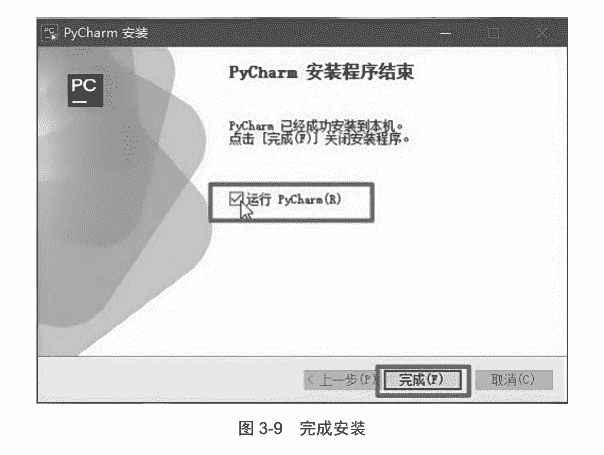 PyCharm 安装
PC
PyCharm 安装程序结束
PyCharm 已经成功安装到本机。
点击 [完成(F)] 关闭安装程序。
运行 PyCharm(R)
< 上一步(P)
完成(F)
取消(C)
图 3-9 完成安装